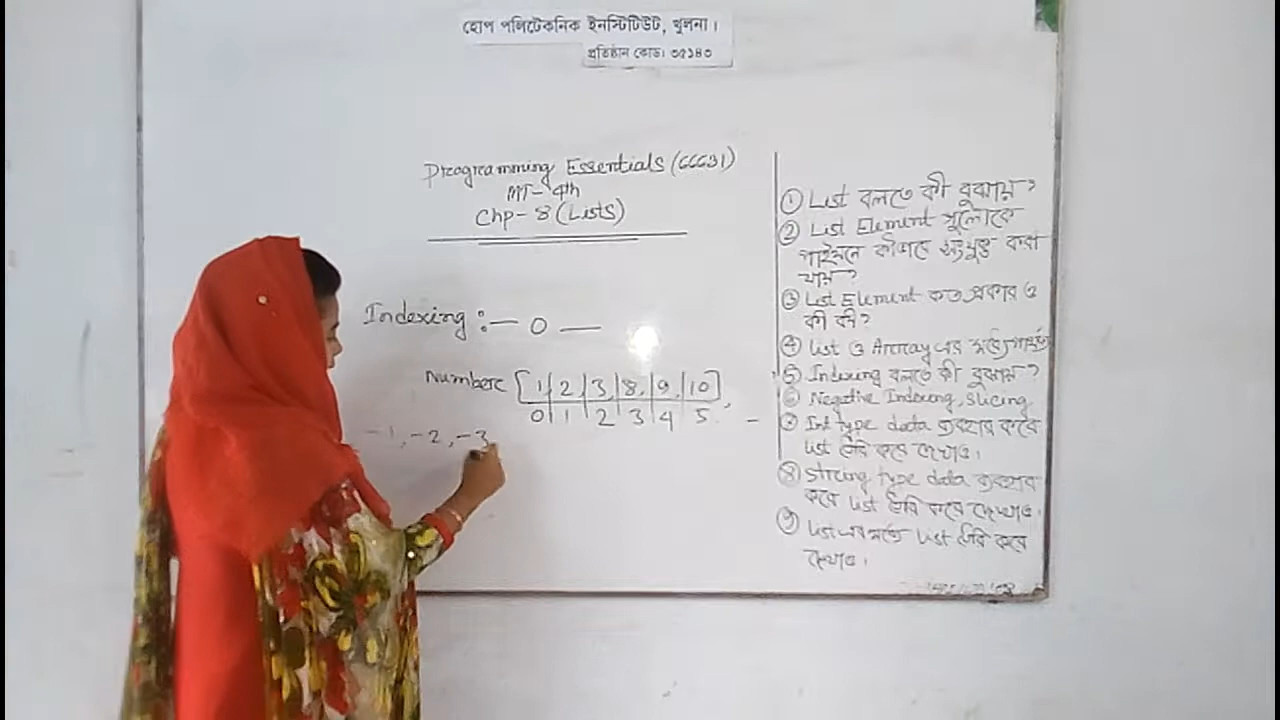 হোপ পলিটেকনিক ইনস্টিটিউট, খুলনা।
প্রতিষ্ঠান কোড। ৩৫১৪৩
Programming Essentials (66631)
MT- 4th
Chp- 8 (Lists)
Indexing :— 0 —
Number [1, 2, 3, 8, 9, 10],
0 1 2 3 4 5. —
-1, -2, -3
① List বলতে কী বুঝায়?
② List Element গুলোকে
পাইথনে কীভাবে সংযুক্ত করা
যায়?
③ List Element কত প্রকার ও
কী কী?
④ List ও Array এর মধ্যে পার্থক্য
⑤ Indexing বলতে কী বুঝায়?
⑥ Negative Indexing, Slicing
⑦ Int type data ব্যবহার করে
list তৈরি করে দেখাও।
⑧ String type data ব্যবহার
করে list তৈরি করে দেখাও।
⑨ List এর মধ্যে list তৈরি করে
দেখাও।